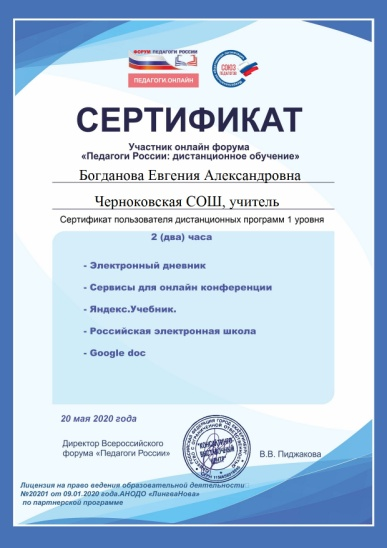 ФОРУМ ПЕДАГОГИ РОССИИ
ПЕДАГОГИ.ОНЛАЙН
СОЮЗ
СЕРТИФИКАТ
Участник онлайн форума
«Педагоги России: дистанционное обучение»
Богданова Евгения Александровна
Черноковская СОШ, учитель
Сертификат пользователя дистанционных программ 1 уровня
2 (два) часа
- Электронный дневник
- Сервисы для онлайн конференции
- Яндекс.Учебник.
- Российская электронная школа
- Google doc
20 мая 2020 года
Директор Всероссийского
форума «Педагоги России»
В.В. Пиджакова
Лицензия на право ведения образовательной деятельности :
№20201 от 09.01.2020 года.АНОДО «ЛингваНова»
по партнерской программе